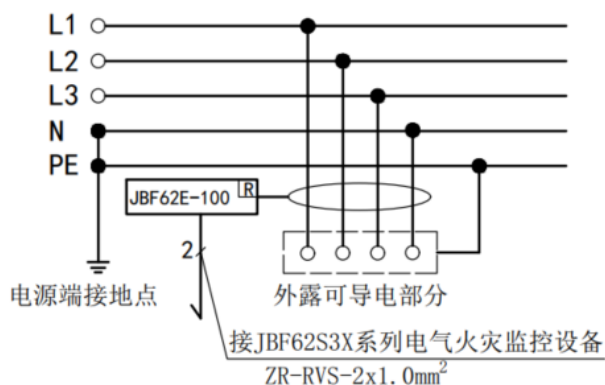 L1
L2
L3
N
PE
JBF62E-100 R
2
电源端接地点 外露可导电部分
接JBF62S3X系列电气火灾监控设备
ZR-RVS-2x1.0mm²